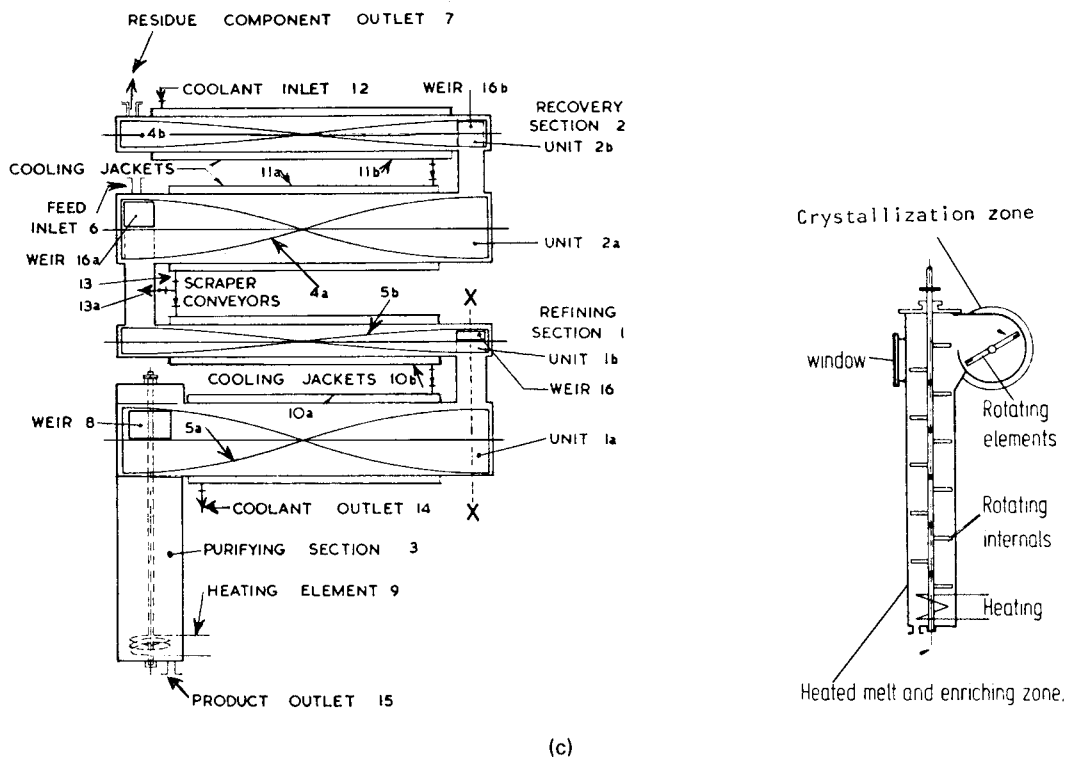 RESIDUE COMPONENT OUTLET 7
COOLANT INLET 12
WEIR 16b
RECOVERY
SECTION 2
4b
UNIT 2b
COOLING JACKETS
11a
11b
FEED
INLET 6
WEIR 16a
UNIT 2a
13
SCRAPER
CONVEYORS
13a
4a
5b
X
REFINING
SECTION 1
UNIT 1b
COOLING JACKETS 10b
WEIR 16
10a
WEIR 8
5a
UNIT 1a
COOLANT OUTLET 14
X
PURIFYING SECTION 3
HEATING ELEMENT 9
PRODUCT OUTLET 15
Crystallization zone
window
Rotating
elements
Rotating
internals
Heating
Heated melt and enriching zone.
(c)